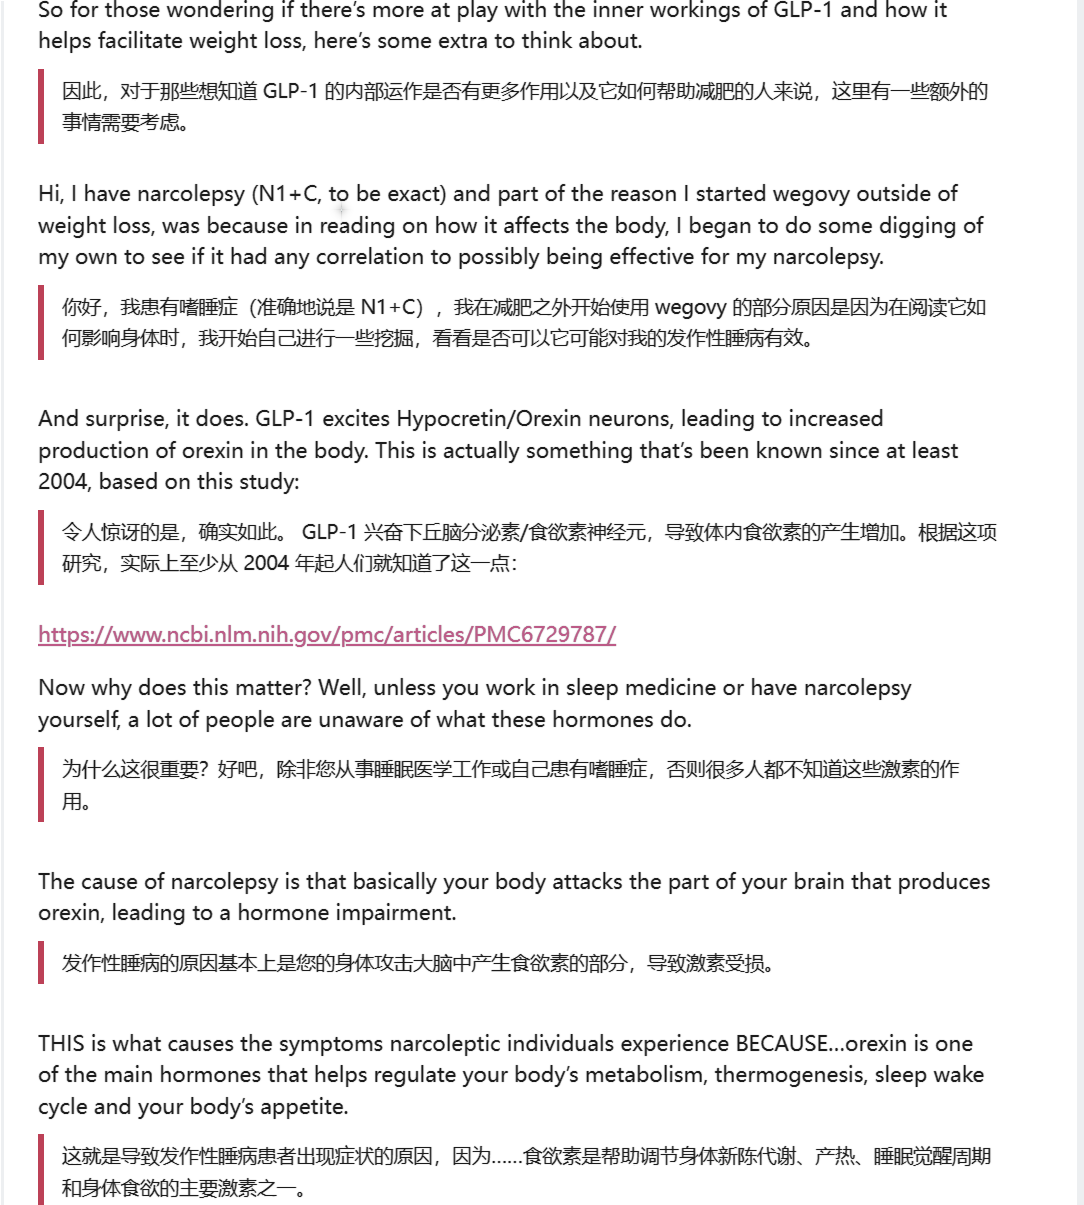 So for those wondering if there’s more at play with the inner workings of GLP-1 and how it
helps facilitate weight loss, here’s some extra to think about.
因此，对于那些想知道 GLP-1 的内部运作是否有更多作用以及它如何帮助减肥的人来说，这里有一些额外的
事情需要考虑。
Hi, I have narcolepsy (N1+C, to be exact) and part of the reason I started wegovy outside of
weight loss, was because in reading on how it affects the body, I began to do some digging of
my own to see if it had any correlation to possibly being effective for my narcolepsy.
你好，我患有嗜睡症（准确地说是 N1+C），我在减肥之外开始使用 wegovy 的部分原因是因为在阅读它如
何影响身体时，我开始自己进行一些挖掘，看看是否可以它可能对我的发作性睡病有效。
And surprise, it does. GLP-1 excites Hypocretin/Orexin neurons, leading to increased
production of orexin in the body. This is actually something that’s been known since at least
2004, based on this study:
令人惊讶的是，确实如此。 GLP-1 兴奋下丘脑分泌素/食欲素神经元，导致体内食欲素的产生增加。根据这项
研究，实际上至少从 2004 年起人们就知道了这一点：
https://www.ncbi.nlm.nih.gov/pmc/articles/PMC6729787/
Now why does this matter? Well, unless you work in sleep medicine or have narcolepsy
yourself, a lot of people are unaware of what these hormones do.
为什么这很重要？好吧，除非您从事睡眠医学工作或自己患有嗜睡症，否则很多人都不知道这些激素的作
用。
The cause of narcolepsy is that basically your body attacks the part of your brain that produces
orexin, leading to a hormone impairment.
发作性睡病的原因基本上是您的身体攻击大脑中产生食欲素的部分，导致激素受损。
THIS is what causes the symptoms narcoleptic individuals experience BECAUSE…orexin is one
of the main hormones that helps regulate your body’s metabolism, thermogenesis, sleep wake
cycle and your body’s appetite.
这就是导致发作性睡病患者出现症状的原因，因为……食欲素是帮助调节身体新陈代谢、产热、睡眠觉醒周期
和身体食欲的主要激素之一。